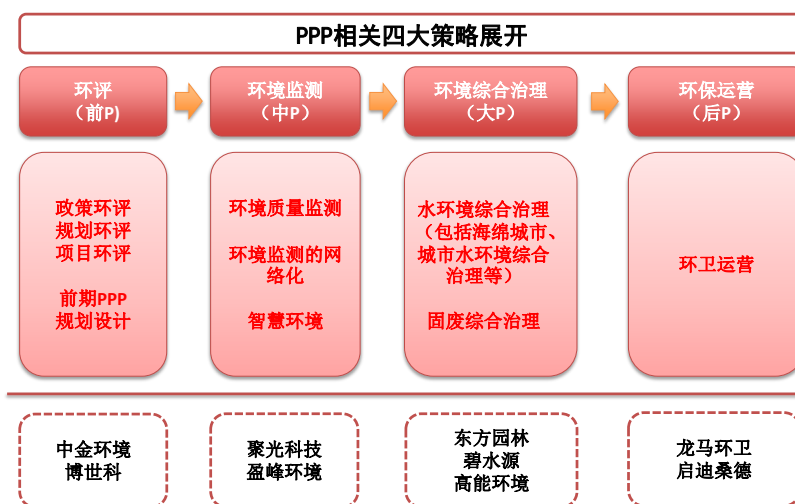 PPP相关四大策略展开
环评
（前P)
环境监测
（中P）
环境综合治理
（大P）
环保运营
（后P）
政策环评
规划环评
项目环评
前期PPP
规划设计
环境质量监测
环境监测的网
络化
智慧环境
水环境综合治理
（包括海绵城市、
城市水环境综合
治理等）
固废综合治理
环卫运营
中金环境
博世科
聚光科技
盈峰环境
东方园林
碧水源
高能环境
龙马环卫
启迪桑德